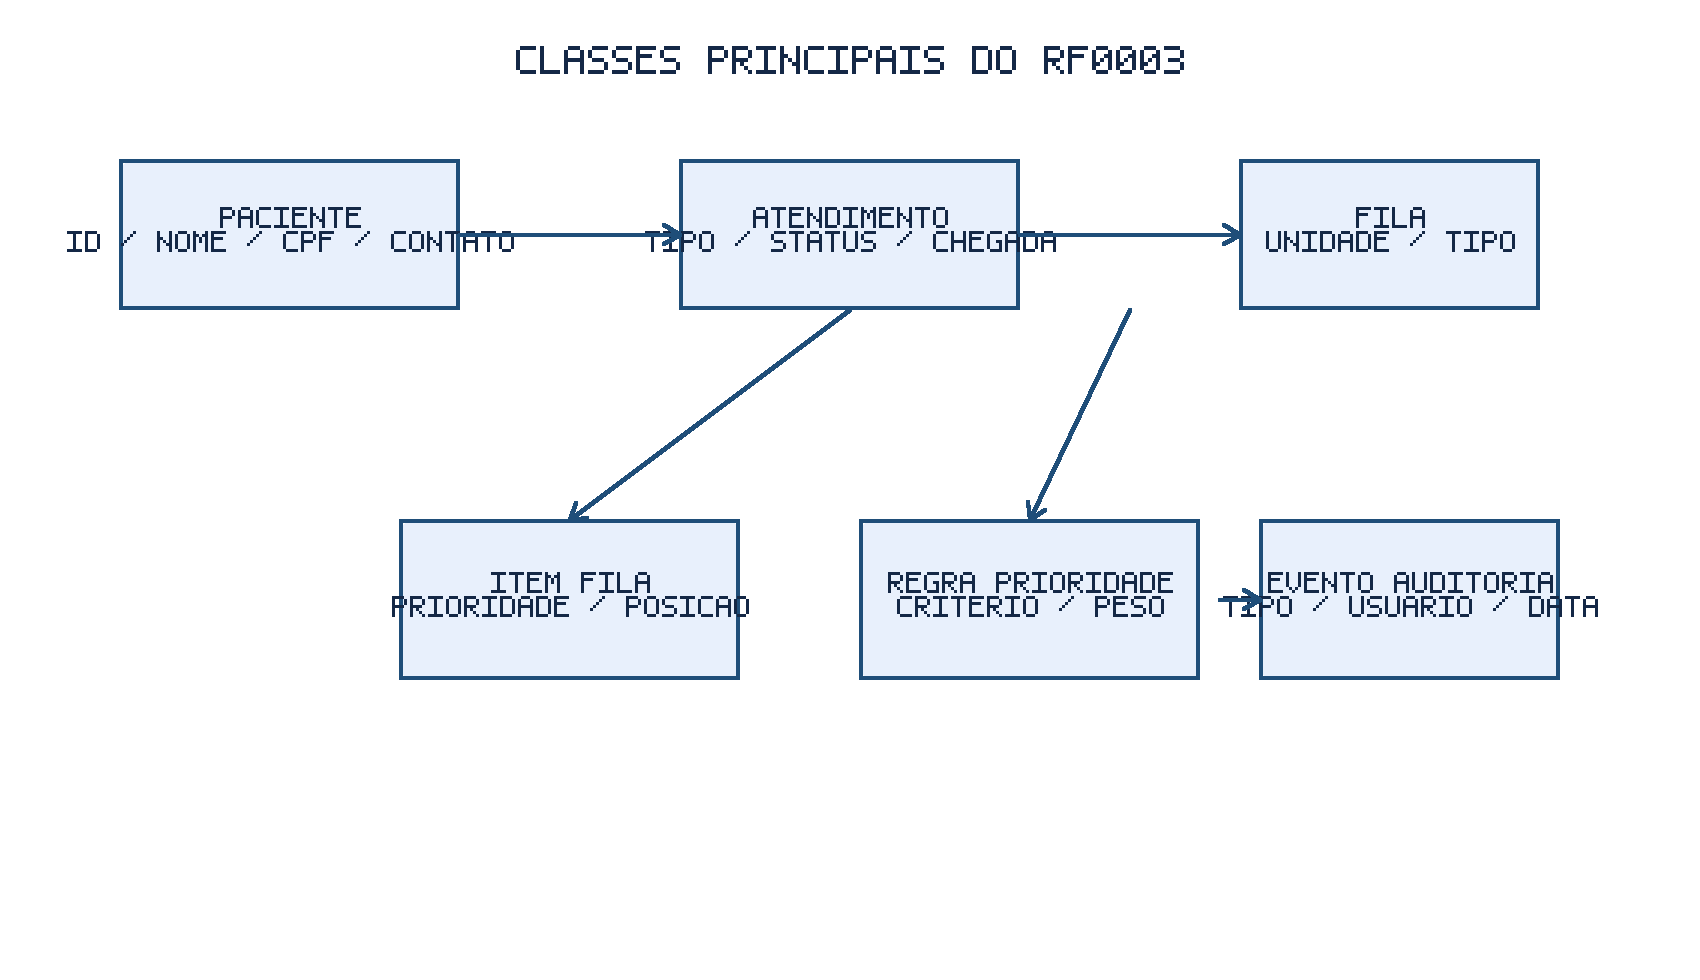 CLASSES PRINCIPAIS DO RF0003
PACIENTE
ID / NOME / CPF / CONTATO
ATENDIMENTO
TIPO / STATUS / CHEGADA
FILA
UNIDADE / TIPO
ITEM FILA
PRIORIDADE / POSICAO
REGRA PRIORIDADE
CRITERIO / PESO
EVENTO AUDITORIA
TIPO / USUARIO / DATA